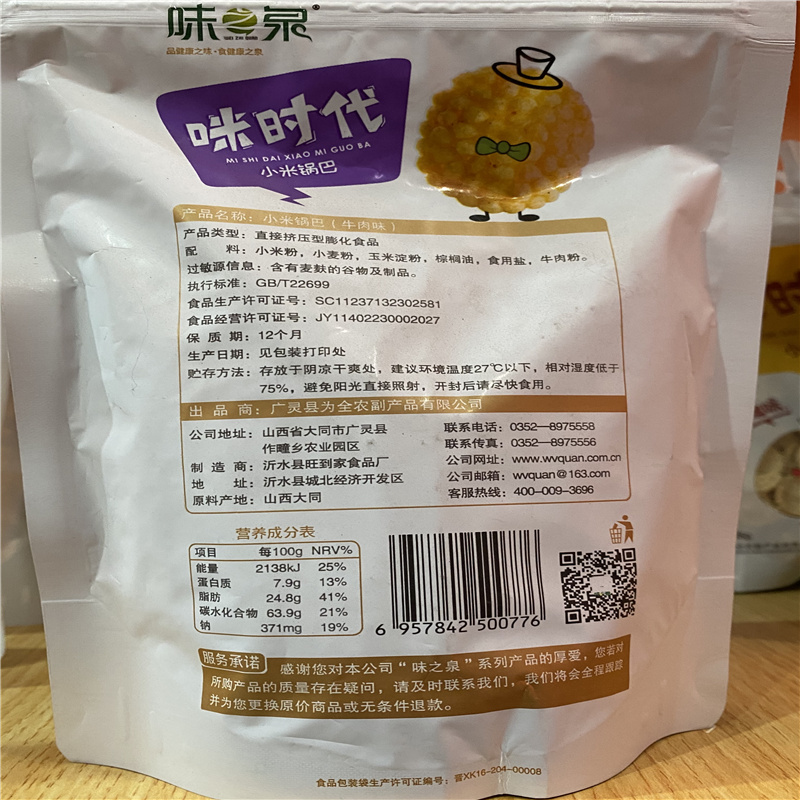 味之泉®
品健康之味·食健康之泉
咪时代
MI SHI DAI XIAO MI GUO BA
小米锅巴
产品名称：小米锅巴（牛肉味）
产品类型：直接挤压型膨化食品
配 料：小米粉，小麦粉，玉米淀粉，棕榈油，食用盐，牛肉粉。
过敏源信息：含有麦麸的谷物及制品。
执行标准：GB/T22699
食品生产许可证号：SC11237132302581
食品经营许可证号：JY11402230002027
保 质 期：12个月
生产日期：见包装打印处
贮存方法：存放于阴凉干爽处，建议环境温度27℃以下，相对湿度低于
75%，避免阳光直接照射，开封后请尽快食用。
出 品 商：广灵县为全农副产品有限公司
公司地址：山西省大同市广灵县
作疃乡农业园区
制 造 商：沂水县旺到家食品厂
地 址：沂水县城北经济开发区
原料产地：山西大同
联系电话：0352—8975558
联系传真：0352—8975556
公司网址：www.wvquan.com.cn
公司邮箱：wvquan@163.com
客服热线：400-009-3696
营养成分表
项目 每100g NRV%
能量 2138kJ 25%
蛋白质 7.9g 13%
脂肪 24.8g 41%
碳水化合物 63.9g 21%
钠 371mg 19%
6 957842 500776
服务承诺 感谢您对本公司“味之泉”系列产品的厚爱，您若对
所购产品的质量存在疑问，请及时联系我们，我们将会全程跟踪
并为您更换原价商品或无条件退款。
食品包装袋生产许可证编号：晋XK16-204-00008